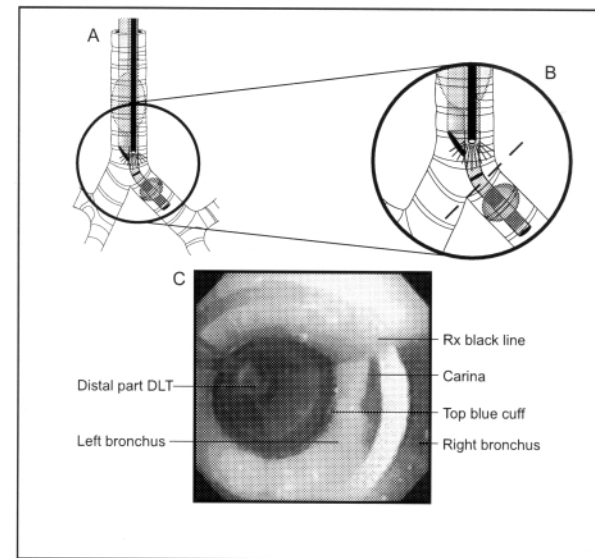 A
B
C
Rx black line
Distal part DLT
Carina
Top blue cuff
Left bronchus
Right bronchus